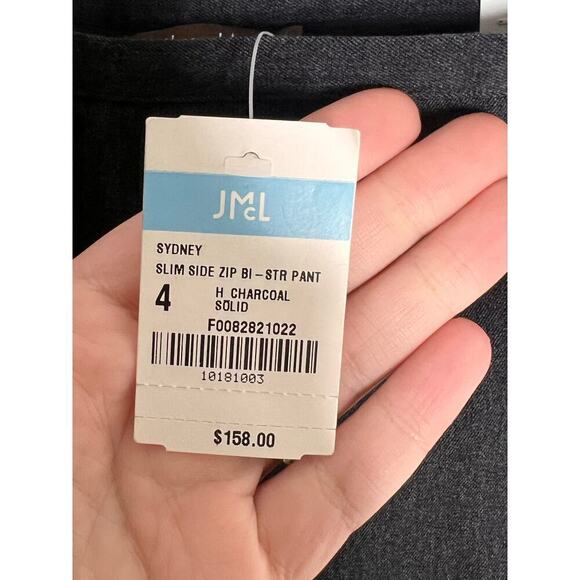 JMcL
SYDNEY
SLIM SIDE ZIP BI-STR PANT
4 H CHARCOAL
SOLID
F0082821022
10181003
$158.00